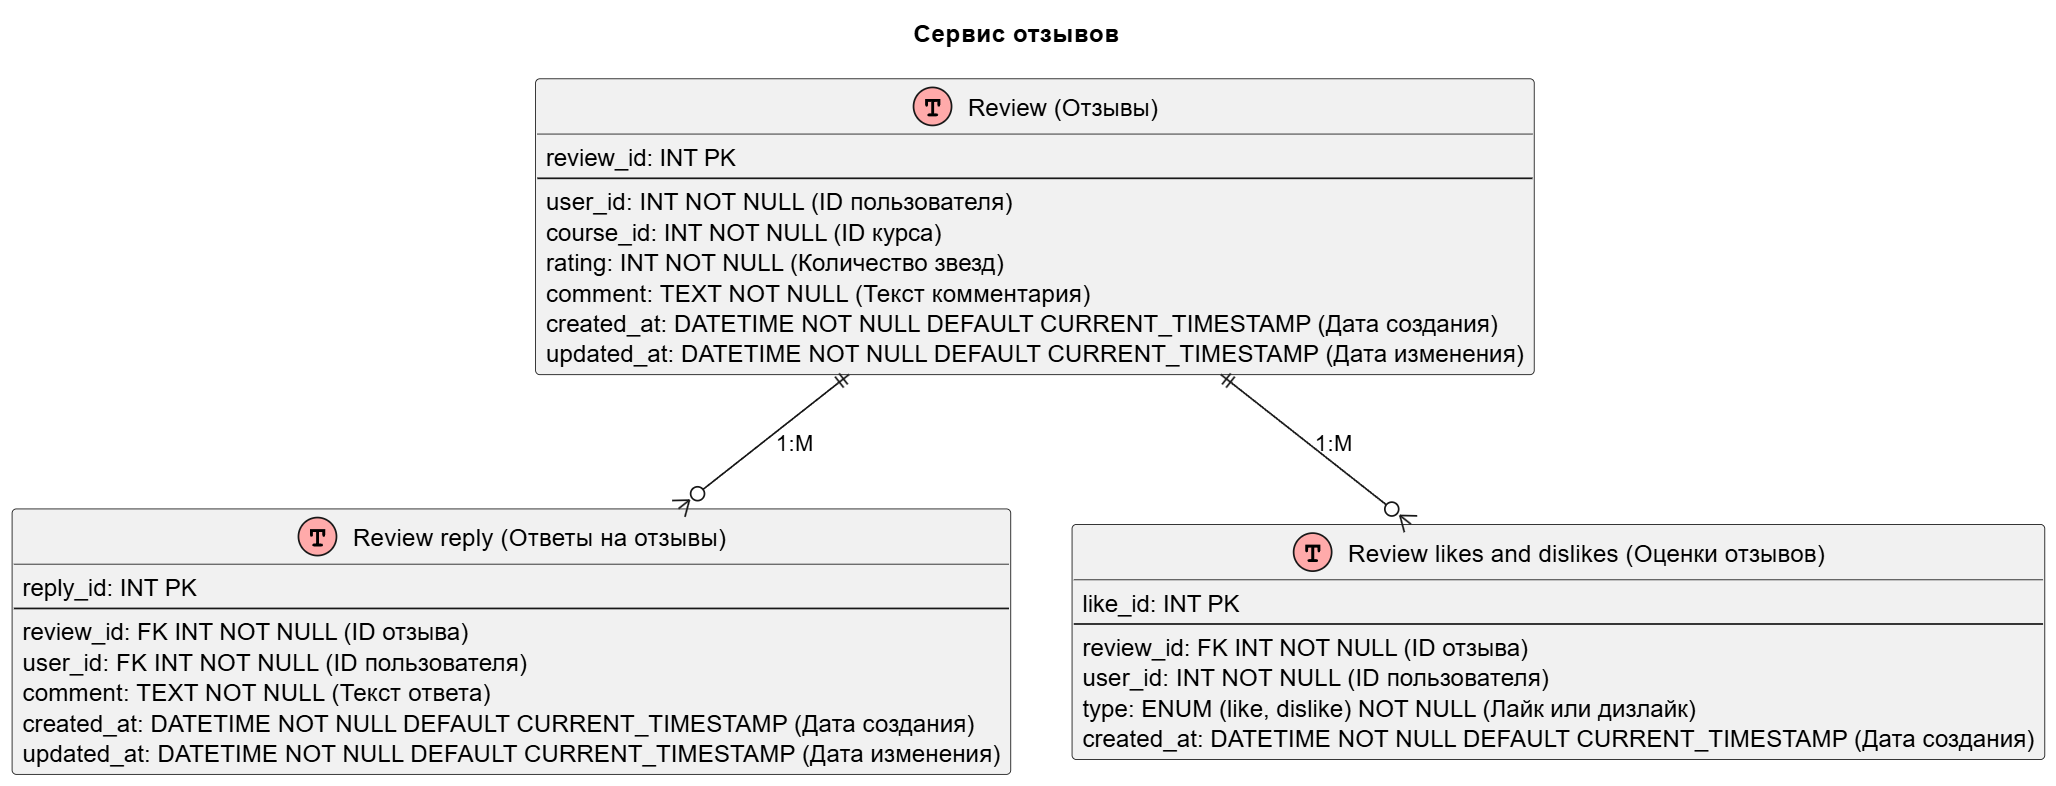 Сервис отзывов
T Review (Отзывы)
review_id: INT PK
user_id: INT NOT NULL (ID пользователя)
course_id: INT NOT NULL (ID курса)
rating: INT NOT NULL (Количество звезд)
comment: TEXT NOT NULL (Текст комментария)
created_at: DATETIME NOT NULL DEFAULT CURRENT_TIMESTAMP (Дата создания)
updated_at: DATETIME NOT NULL DEFAULT CURRENT_TIMESTAMP (Дата изменения)
1:M
1:M
T Review reply (Ответы на отзывы)
reply_id: INT PK
review_id: FK INT NOT NULL (ID отзыва)
user_id: FK INT NOT NULL (ID пользователя)
comment: TEXT NOT NULL (Текст ответа)
created_at: DATETIME NOT NULL DEFAULT CURRENT_TIMESTAMP (Дата создания)
updated_at: DATETIME NOT NULL DEFAULT CURRENT_TIMESTAMP (Дата изменения)
T Review likes and dislikes (Оценки отзывов)
like_id: INT PK
review_id: FK INT NOT NULL (ID отзыва)
user_id: INT NOT NULL (ID пользователя)
type: ENUM (like, dislike) NOT NULL (Лайк или дизлайк)
created_at: DATETIME NOT NULL DEFAULT CURRENT_TIMESTAMP (Дата создания)